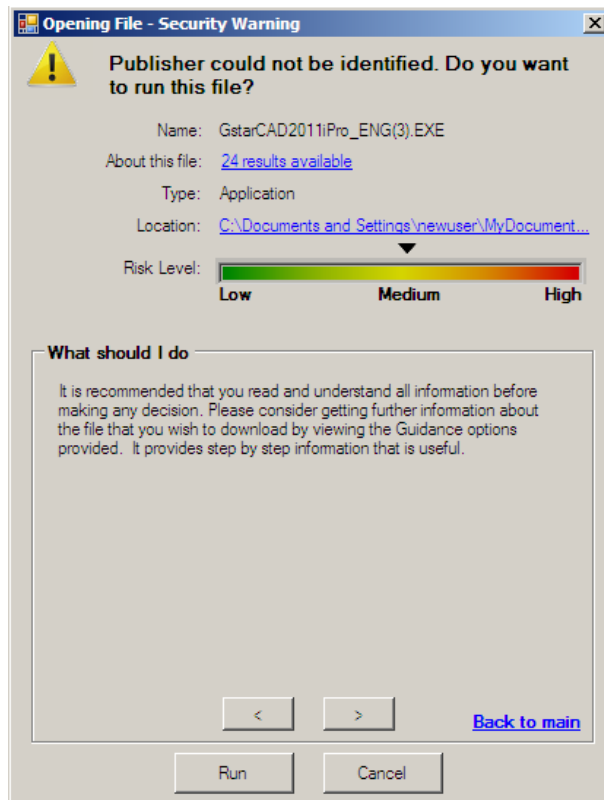 Opening File - Security Warning
Publisher could not be identified. Do you want
to run this file?
Name: GstarCAD2011iPro_ENG(3).EXE
About this file: 24 results available
Type: Application
Location: C:\Documents and Settings\newuser\MyDocument...
Risk Level:
Low Medium High
What should I do
It is recommended that you read and understand all information before
making any decision. Please consider getting further information about
the file that you wish to download by viewing the Guidance options
provided. It provides step by step information that is useful.
< >
Back to main
Run Cancel